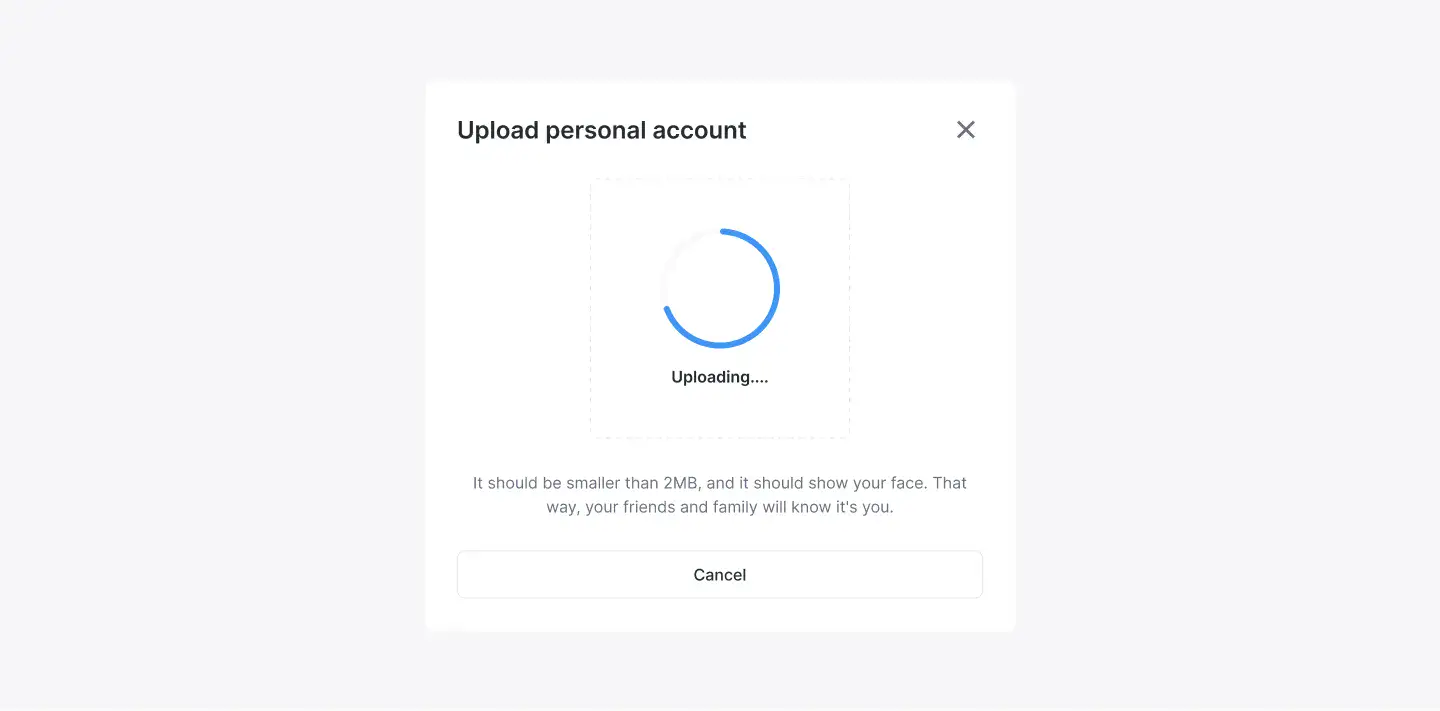 Upload personal account
Uploading....
It should be smaller than 2MB, and it should show your face. That
way, your friends and family will know it's you.
Cancel